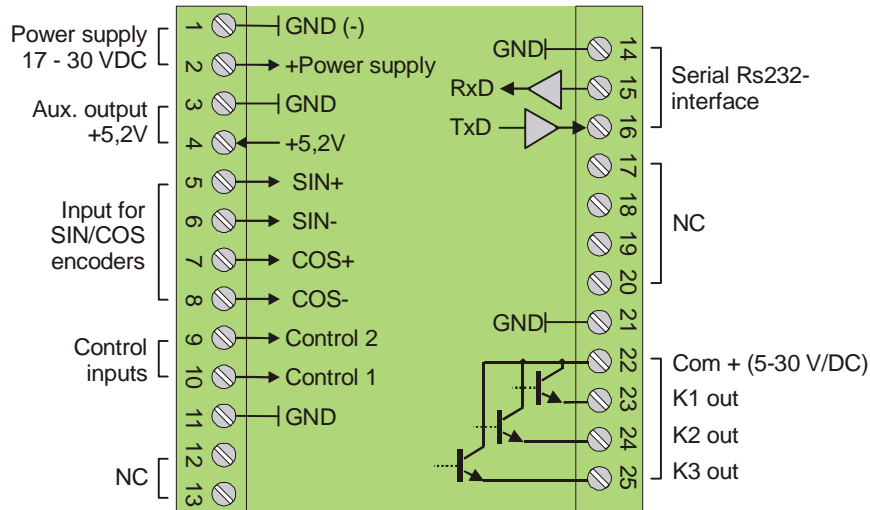 Power supply
17 - 30 VDC
Aux. output
+5,2V
Input for
SIN/COS
encoders
Control
inputs
NC
1
GND (-)
2
+Power supply
3
GND
4
+5,2V
5
SIN+
6
SIN-
7
COS+
8
COS-
9
Control 2
10
Control 1
11
GND
12
13
GND
14
RxD
15
TxD
16
17
18
19
20
GND
21
22
23
24
25
Serial Rs232-
interface
NC
Com + (5-30 V/DC)
K1 out
K2 out
K3 out